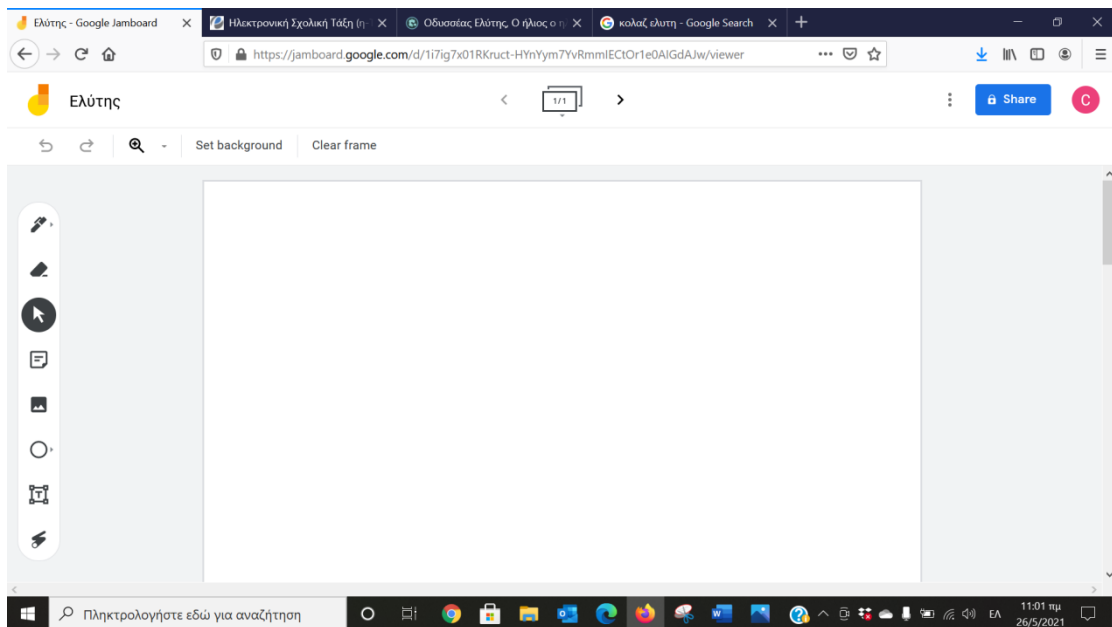 Ελύτης - Google Jamboard
Ηλεκτρονική Σχολική Τάξη (η-Τ
Οδυσσέας Ελύτης, Ο ήλιος ο η
κολαζ ελυτη - Google Search
https://jamboard.google.com/d/1i7ig7x01RKruct-HYnYym7YvRmmIECtOr1e0AIGdAJw/viewer
Ελύτης
1/1
Share
C
Set background
Clear frame
Πληκτρολογήστε εδώ για αναζήτηση
ΕΛ
11:01 πμ
26/5/2021